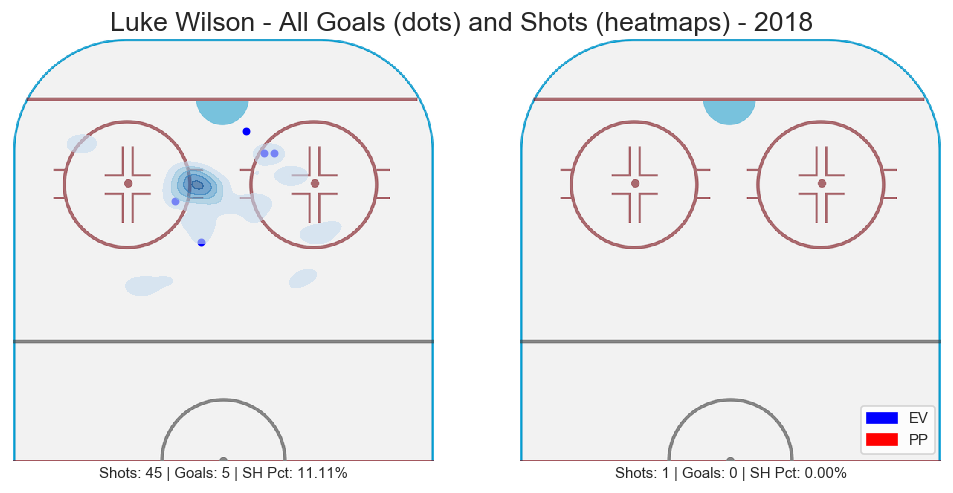 Luke Wilson - All Goals (dots) and Shots (heatmaps) - 2018
EV
PP
Shots: 45 | Goals: 5 | SH Pct: 11.11%
Shots: 1 | Goals: 0 | SH Pct: 0.00%